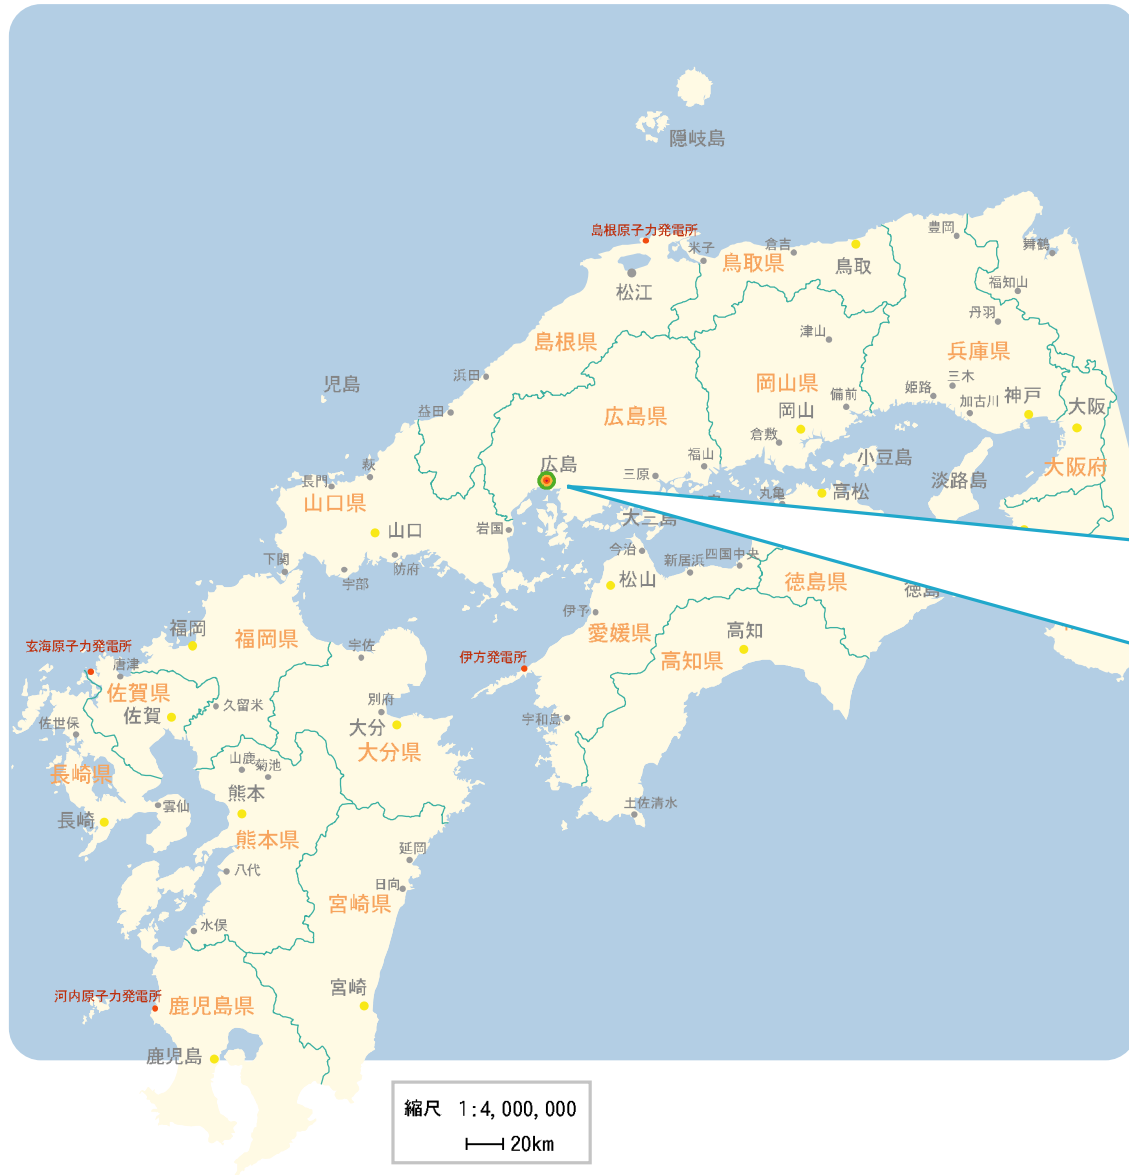 隠岐島
島根原子力発電所
米子
倉吉
鳥取県
鳥取
豊岡
舞鶴
福知山
松江
丹羽
島根県
津山
兵庫県
児島
浜田
益田
岡山県
岡山
備前
姫路
三木
加古川
神戸
大阪
広島県
倉敷
小豆島
大阪府
萩
長門
山口県
広島
三原
福山
丸亀
高松
淡路島
山口
岩国
大三島
下関
宇部
防府
今治
新居浜
四国中央
松山
徳島県
徳島
福岡
福岡県
伊予
愛媛県
高知
高知県
玄海原子力発電所
唐津
宇佐
伊方発電所
佐賀県
佐賀
久留米
別府
大分
大分県
宇和島
佐世保
長崎県
山鹿
菊池
熊本
雲仙
長崎
熊本県
土佐清水
八代
延岡
日向
宮崎県
水俣
宮崎
河内原子力発電所
鹿児島県
鹿児島
縮尺 1:4,000,000
20km